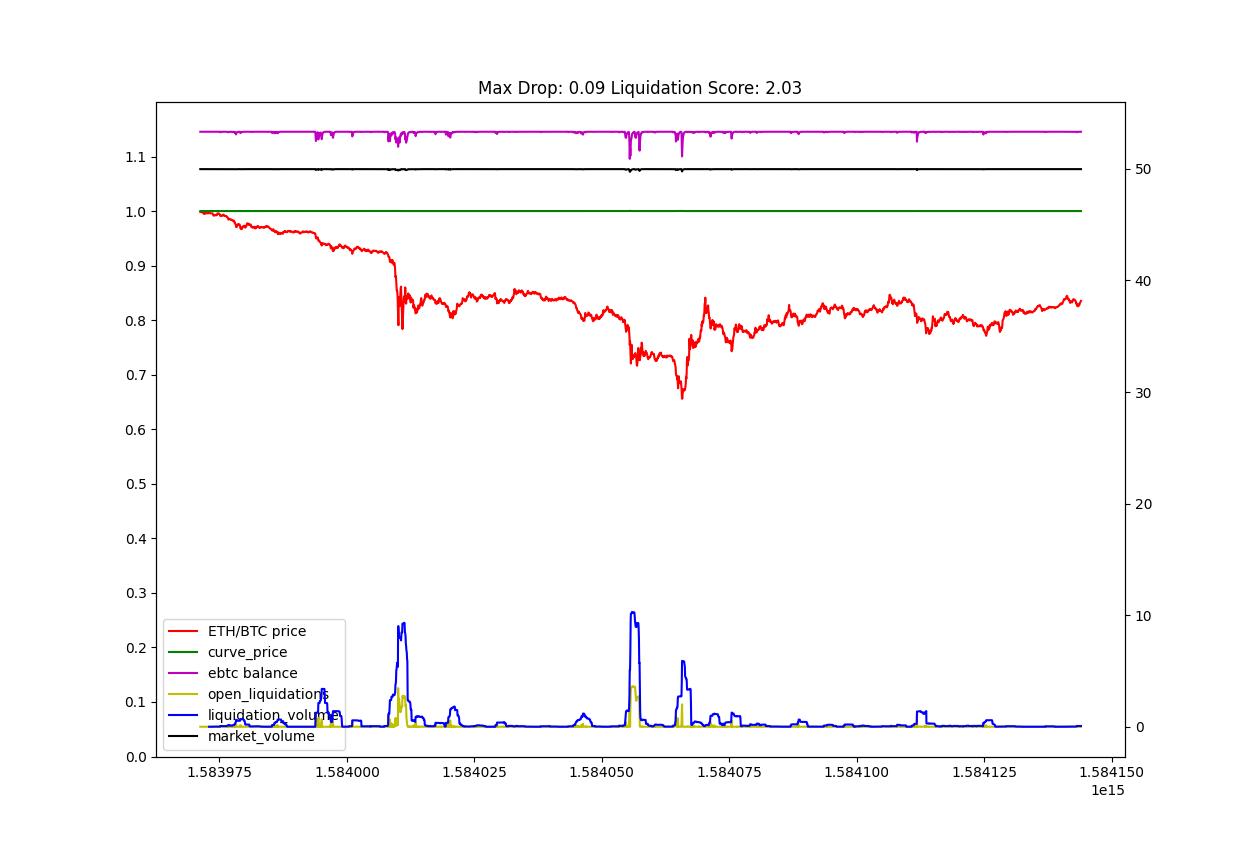 Max Drop: 0.09 Liquidation Score: 2.03
1.1
1.0
0.9
0.8
0.7
0.6
0.5
0.4
0.3
0.2
0.1
0.0
50
40
30
20
10
0
ETH/BTC price
curve_price
ebtc balance
open_liquidations
liquidation_volume
market_volume
1.583975 1.584000 1.584025 1.584050 1.584075 1.584100 1.584125 1.584150
1e15